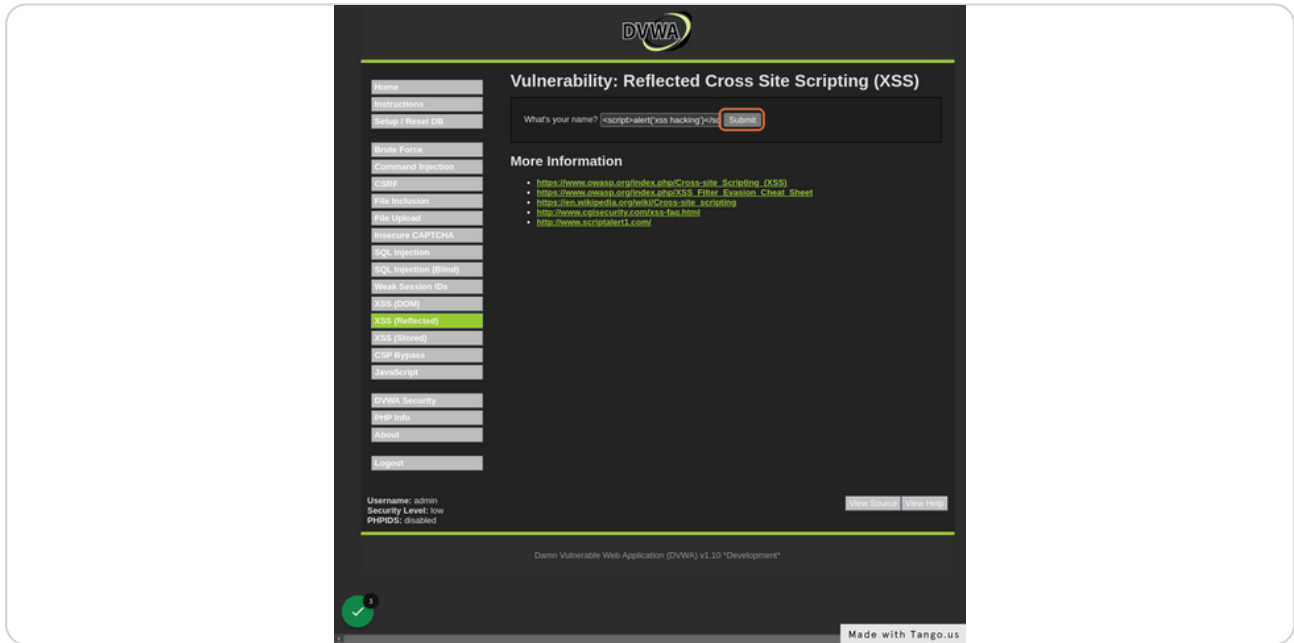 DVWA
Home
Instructions
Setup / Reset DB
Brute Force
Command Injection
CSRF
File Inclusion
File Upload
Insecure CAPTCHA
SQL Injection
SQL Injection (Blind)
Weak Session IDs
XSS (DOM)
XSS (Reflected)
XSS (Stored)
CSP Bypass
JavaScript
DVWA Security
PHP Info
About
Logout
Vulnerability: Reflected Cross Site Scripting (XSS)
What's your name? <script>alert('xss hacking')</sc Submit
More Information
https://www.owasp.org/index.php/Cross-site_Scripting_(XSS)
https://www.owasp.org/index.php/XSS_Filter_Evasion_Cheat_Sheet
https://en.wikipedia.org/wiki/Cross-site_scripting
http://www.cgisecurity.com/xss-faq.html
http://www.scriptalert1.com/
Username: admin
Security Level: low
PHPIDS: disabled
View Source View Help
Damn Vulnerable Web Application (DVWA) v1.10 *Development*
3
Made with Tango.us